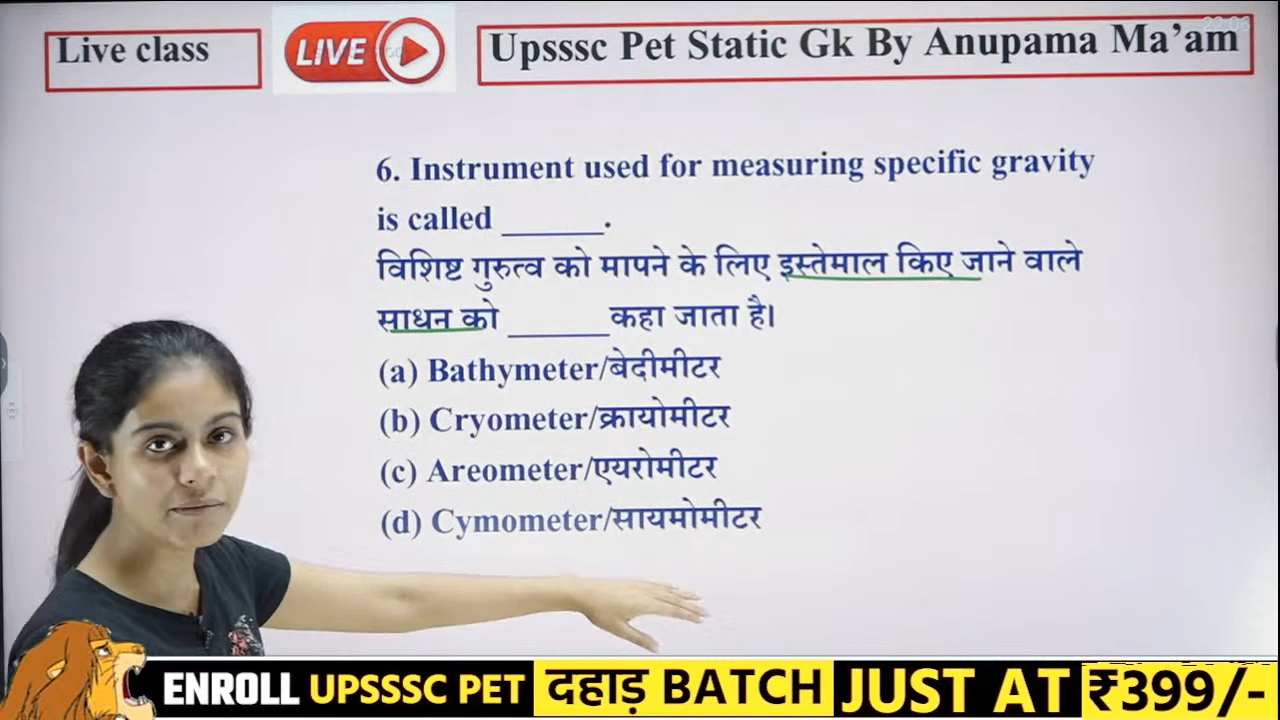 Live class
LIVE
Upsssc Pet Static Gk By Anupama Ma'am
22:06
6. Instrument used for measuring specific gravity
is called ______.
विशिष्ट गुरुत्व को मापने के लिए इस्तेमाल किए जाने वाले
साधन को ______ कहा जाता है।
(a) Bathymeter/बेदीमीटर
(b) Cryometer/क्रायोमीटर
(c) Areometer/एयरोमीटर
(d) Cymometer/सायमोमीटर
ENROLL UPSSSC PET दहाड़ BATCH JUST AT ₹399/-